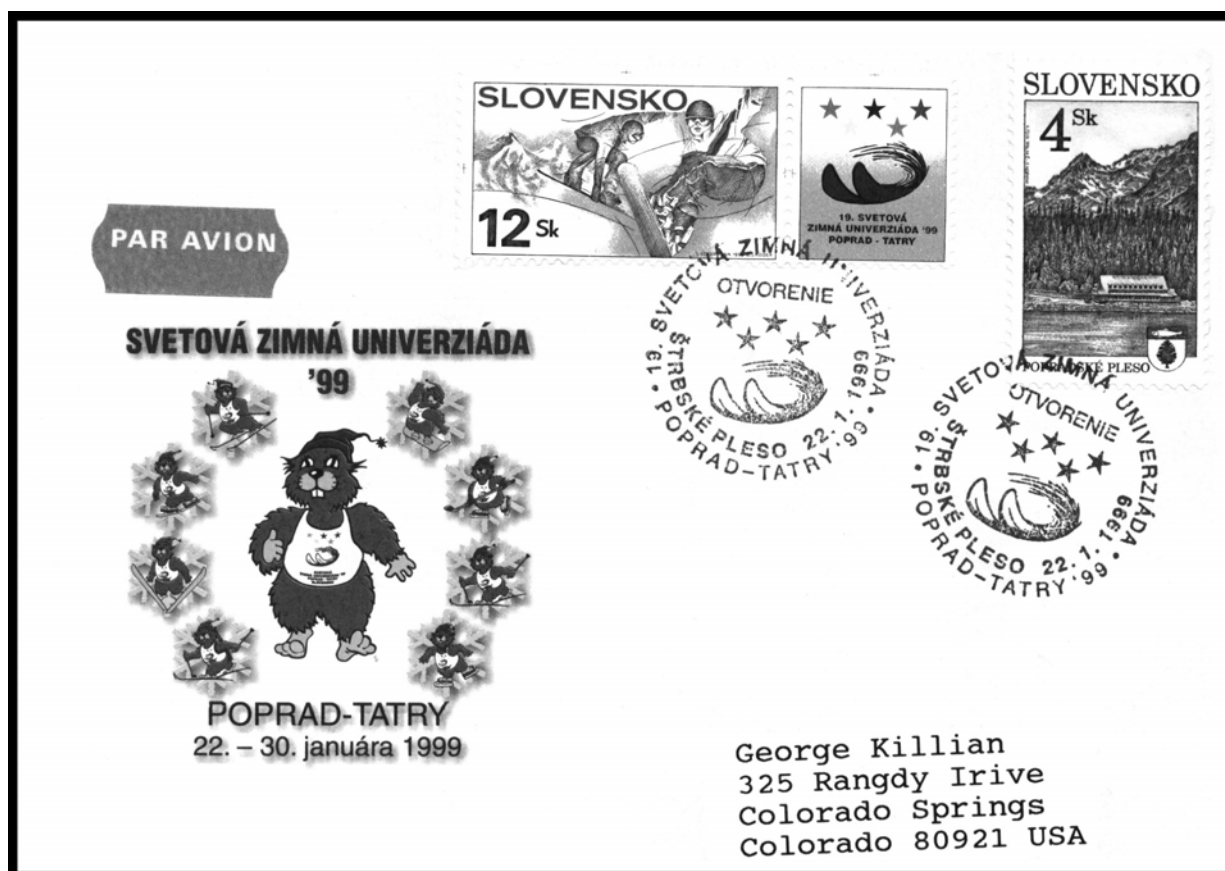 SLOVENSKO
12 Sk
19. SVETOVÁ
ZIMNÁ UNIVERZIÁDA '99
POPRAD - TATRY
SLOVENSKO
4 Sk
POPRADSKÉ PLESO
PAR AVION
• 19. SVETOVÁ ZIMNÁ UNIVERZIÁDA •
OTVORENIE
ŠTRBSKÉ PLESO 22.1.1999
POPRAD-TATRY '99
• 19. SVETOVÁ ZIMNÁ UNIVERZIÁDA •
OTVORENIE
ŠTRBSKÉ PLESO 22.1.1999
POPRAD-TATRY '99
SVETOVÁ ZIMNÁ UNIVERZIÁDA
'99
POPRAD-TATRY
22. – 30. januára 1999
George Killian
325 Rangdy Irive
Colorado Springs
Colorado 80921 USA